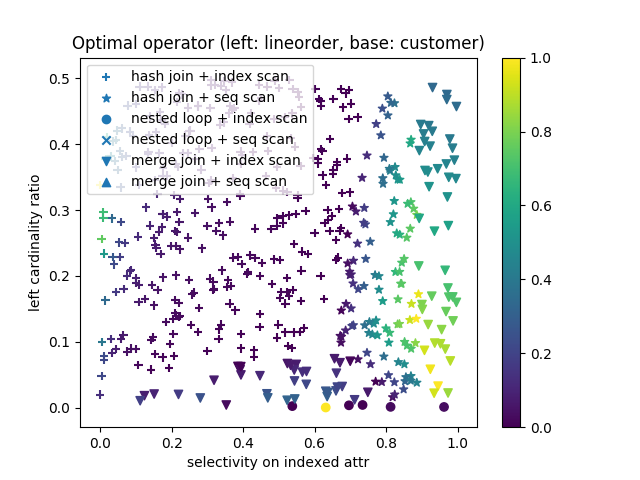 Optimal operator (left: lineorder, base: customer)
hash join + index scan
hash join + seq scan
nested loop + index scan
nested loop + seq scan
merge join + index scan
merge join + seq scan
left cardinality ratio
0.5
0.4
0.3
0.2
0.1
0.0
0.0 0.2 0.4 0.6 0.8 1.0
selectivity on indexed attr
1.0
0.8
0.6
0.4
0.2
0.0